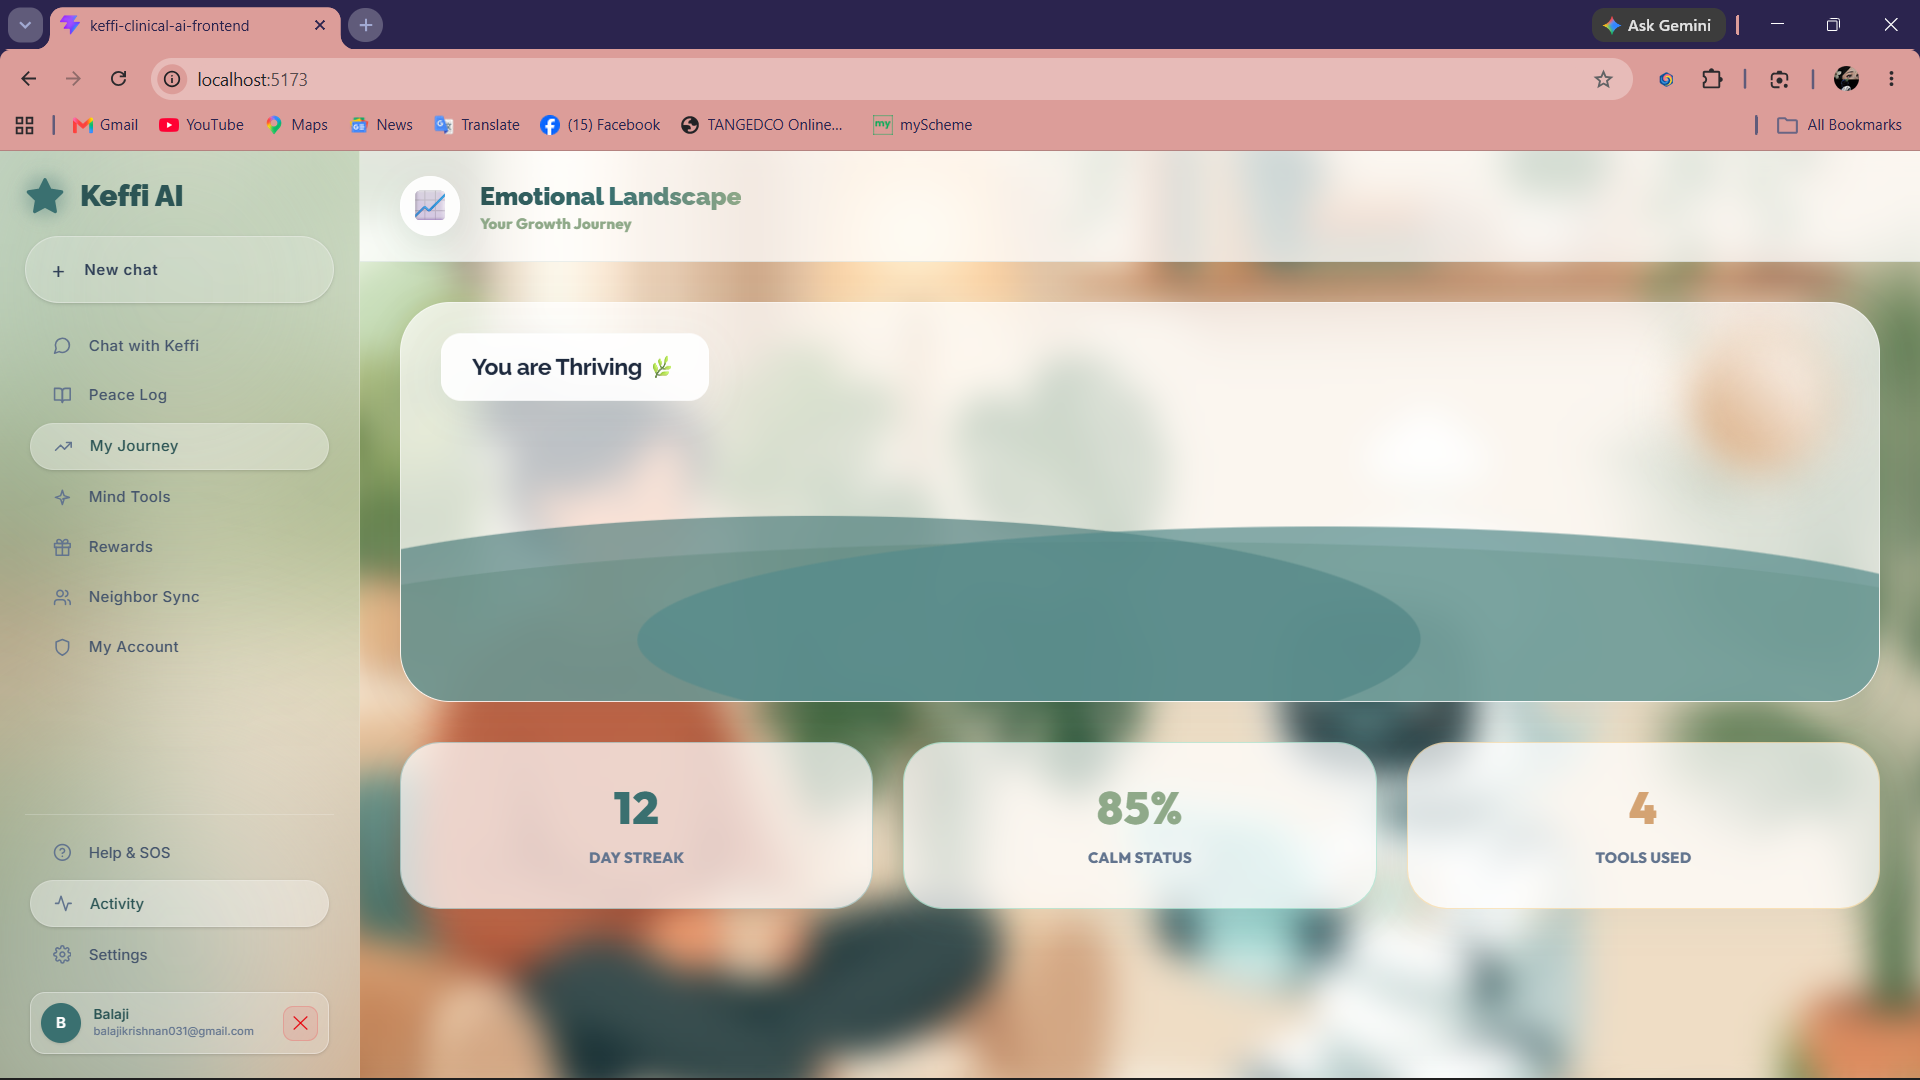 keffi-clinical-ai-frontend
Ask Gemini
localhost:5173
Gmail
YouTube
Maps
News
Translate
(15) Facebook
TANGEDCO Online...
my
myScheme
All Bookmarks
Keffi AI
+ New chat
Chat with Keffi
Peace Log
My Journey
Mind Tools
Rewards
Neighbor Sync
My Account
Help & SOS
Activity
Settings
B
Balaji
balajikrishnan031@gmail.com
Emotional Landscape
Your Growth Journey
You are Thriving 🌿
12
DAY STREAK
85%
CALM STATUS
4
TOOLS USED